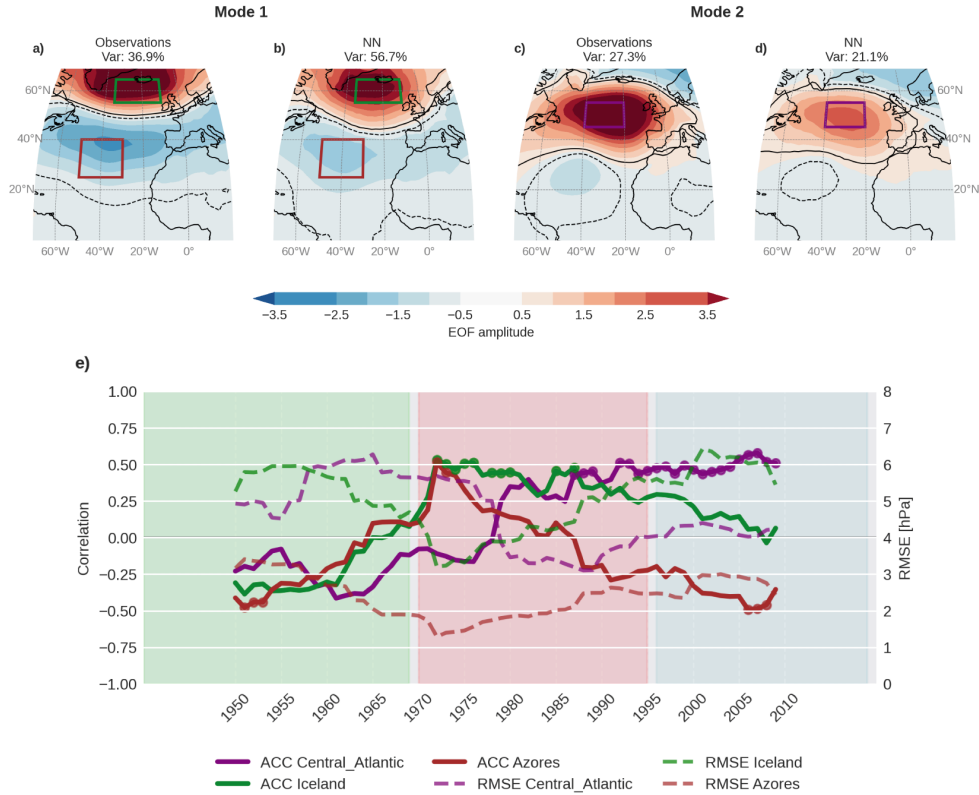 Mode 1
Mode 2
a)
Observations
Var: 36.9%
b)
NN
Var: 56.7%
c)
Observations
Var: 27.3%
d)
NN
Var: 21.1%
60°N
40°N
20°N
60°N
40°N
20°N
60°W 40°W 20°W 0°
60°W 40°W 20°W 0°
60°W 40°W 20°W 0°
40°W 20°W 0°
−3.5 −2.5 −1.5 −0.5 0.5 1.5 2.5 3.5
EOF amplitude
e)
1.00
0.75
0.50
0.25
0.00
−0.25
−0.50
−0.75
−1.00
Correlation
8
7
6
5
4
3
2
1
0
RMSE [hPa]
1950 1955 1960 1965 1970 1975 1980 1985 1990 1995 2000 2005 2010
ACC Central_Atlantic
ACC Azores
RMSE Iceland
ACC Iceland
RMSE Central_Atlantic
RMSE Azores